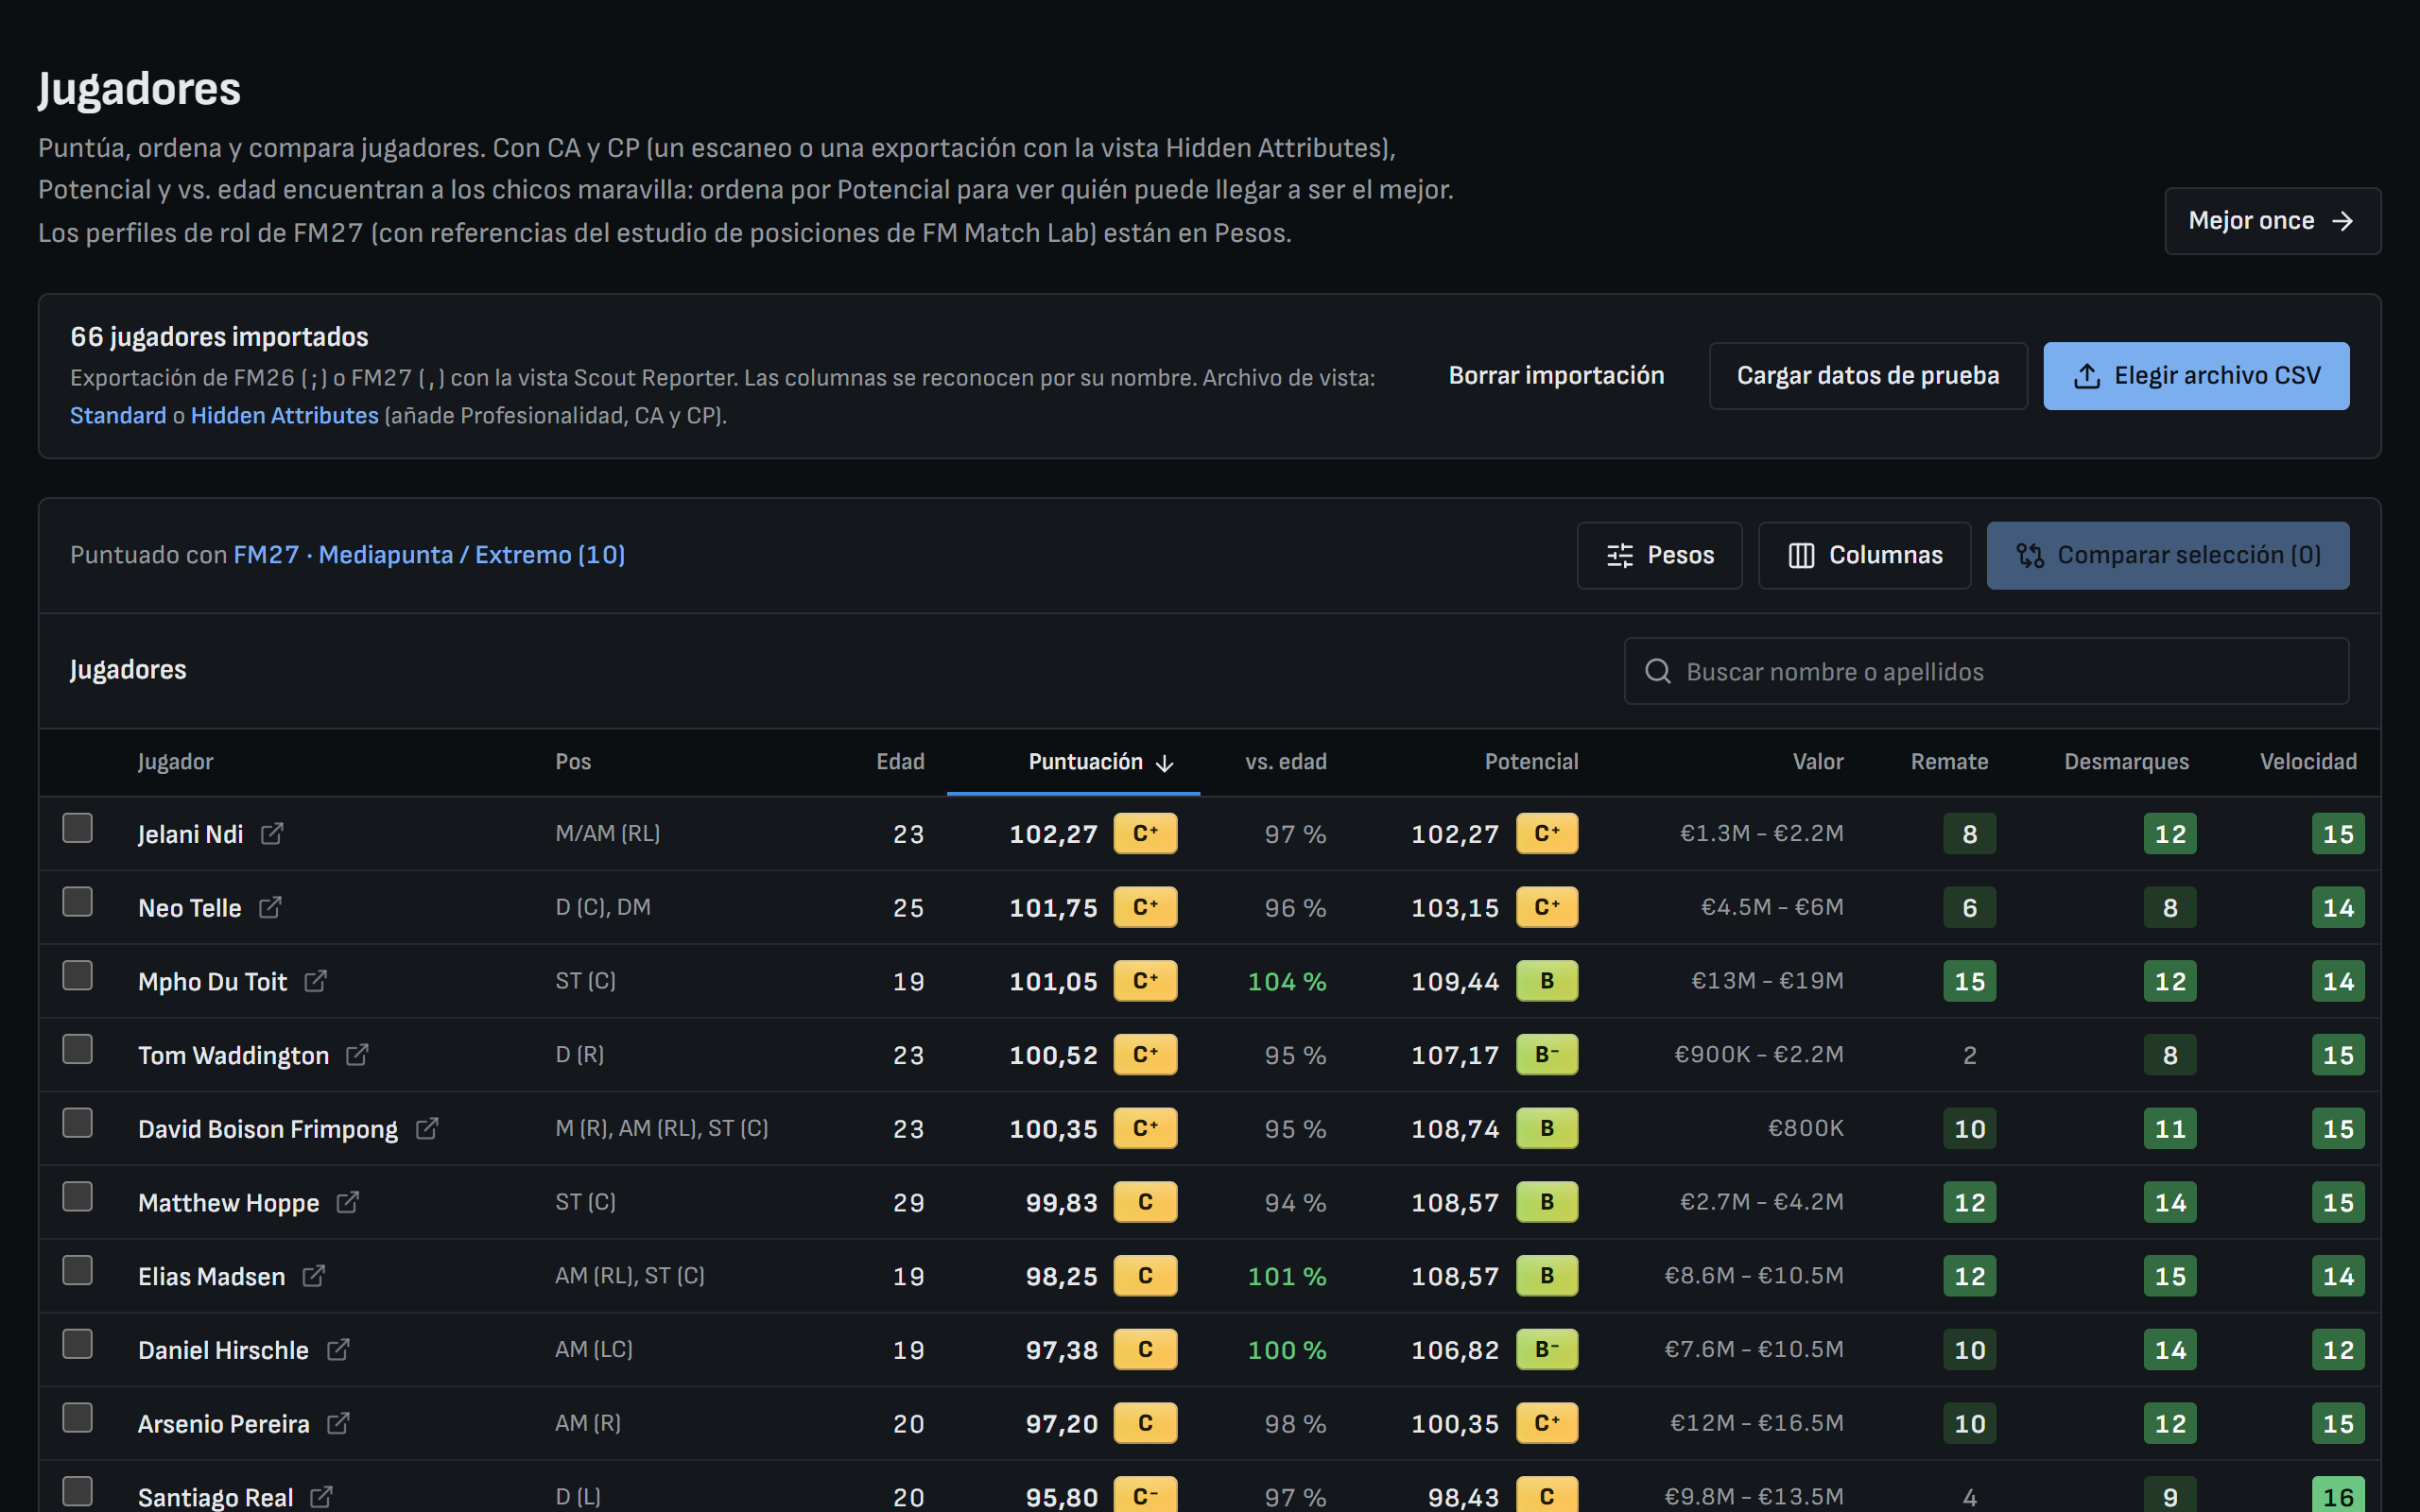 Jugadores
Puntúa, ordena y compara jugadores. Con CA y CP (un escaneo o una exportación con la vista Hidden Attributes),
Potencial y vs. edad encuentran a los chicos maravilla: ordena por Potencial para ver quién puede llegar a ser el mejor.
Los perfiles de rol de FM27 (con referencias del estudio de posiciones de FM Match Lab) están en Pesos.
Mejor once →
66 jugadores importados
Exportación de FM26 (;) o FM27 (,) con la vista Scout Reporter. Las columnas se reconocen por su nombre. Archivo de vista:
Standard o Hidden Attributes (añade Profesionalidad, CA y CP).
Borrar importación
Cargar datos de prueba
Elegir archivo CSV
Puntuado con FM27 · Mediapunta / Extremo (10)
Pesos
Columnas
Comparar selección (0)
Jugadores
Buscar nombre o apellidos
Jugador Pos Edad Puntuación ↓ vs. edad Potencial Valor Remate Desmarques Velocidad
Jelani Ndi M/AM (RL) 23 102,27 C+ 97 % 102,27 C+ €1.3M - €2.2M 8 12 15
Neo Telle D (C), DM 25 101,75 C+ 96 % 103,15 C+ €4.5M - €6M 6 8 14
Mpho Du Toit ST (C) 19 101,05 C+ 104 % 109,44 B €13M - €19M 15 12 14
Tom Waddington D (R) 23 100,52 C+ 95 % 107,17 B- €900K - €2.2M 2 8 15
David Boison Frimpong M (R), AM (RL), ST (C) 23 100,35 C+ 95 % 108,74 B €800K 10 11 15
Matthew Hoppe ST (C) 29 99,83 C 94 % 108,57 B €2.7M - €4.2M 12 14 15
Elias Madsen AM (RL), ST (C) 19 98,25 C 101 % 108,57 B €8.6M - €10.5M 12 15 14
Daniel Hirschle AM (LC) 19 97,38 C 100 % 106,82 B- €7.6M - €10.5M 10 14 12
Arsenio Pereira AM (R) 20 97,20 C 98 % 100,35 C+ €12M - €16.5M 10 12 15
Santiago Real D (L) 20 95,80 C- 97 % 98,43 C €9.8M - €13.5M 4 9 16